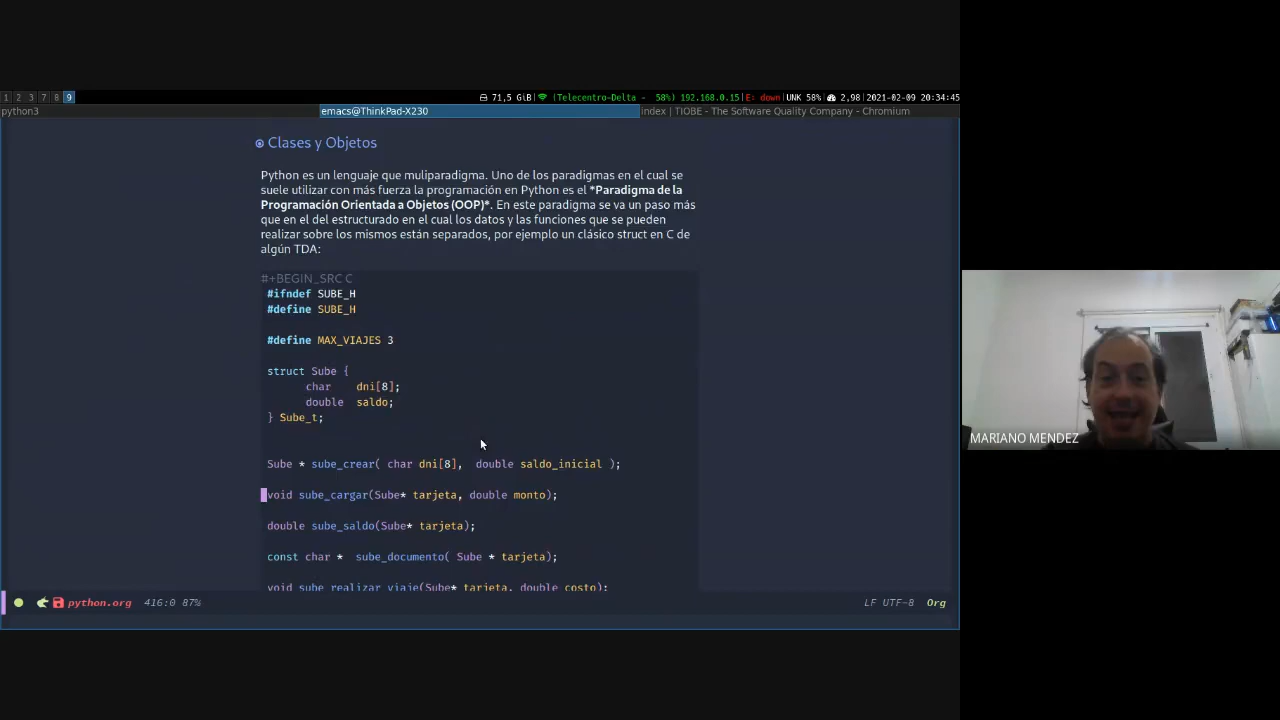 1 2 3 7 8 9
71,5 GiB | Telecentro-Delta - 58%) 192.168.0.15 | E: down | UNK 58% | 2,98 | 2021-02-09 20:34:45
python3 emacs@ThinkPad-X230 index | TIOBE - The Software Quality Company - Chromium
Clases y Objetos
Python es un lenguaje que muliparadigma. Uno de los paradigmas en el cual se
suele utilizar con más fuerza la programación en Python es el *Paradigma de la
Programación Orientada a Objetos (OOP)*. En este paradigma se va un paso más
que en el del estructurado en el cual los datos y las funciones que se pueden
realizar sobre los mismos están separados, por ejemplo un clásico struct en C de
algún TDA:
#+BEGIN_SRC C
#ifndef SUBE_H
#define SUBE_H
#define MAX_VIAJES 3
struct Sube {
char dni[8];
double saldo;
} Sube_t;
Sube * sube_crear( char dni[8], double saldo_inicial );
void sube_cargar(Sube* tarjeta, double monto);
double sube_saldo(Sube* tarjeta);
const char * sube_documento( Sube * tarjeta);
void sube_realizar_viaje(Sube* tarjeta, double costo);
python.org 416:0 87% LF UTF-8 Org
MARIANO MENDEZ